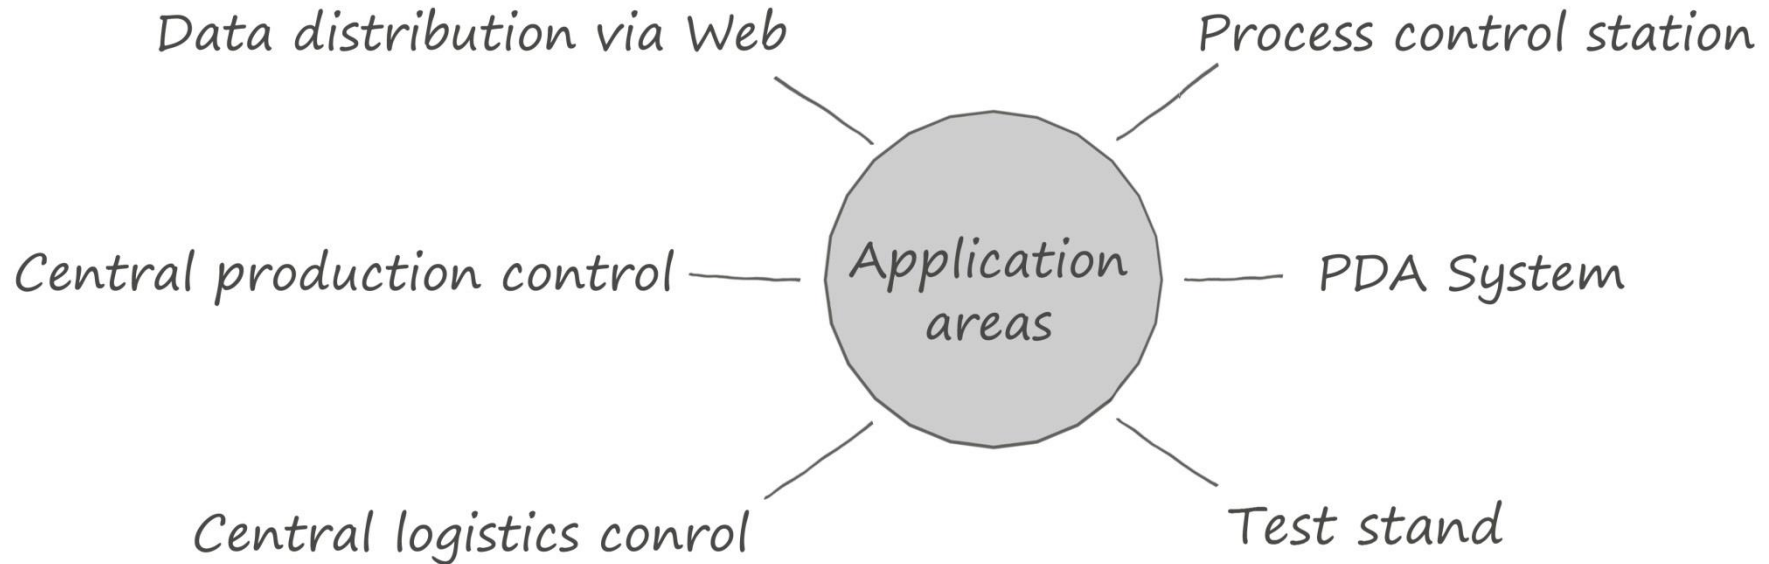 Data distribution via Web
Process control station
Central production control
Application
areas
PDA System
Central logistics conrol
Test stand